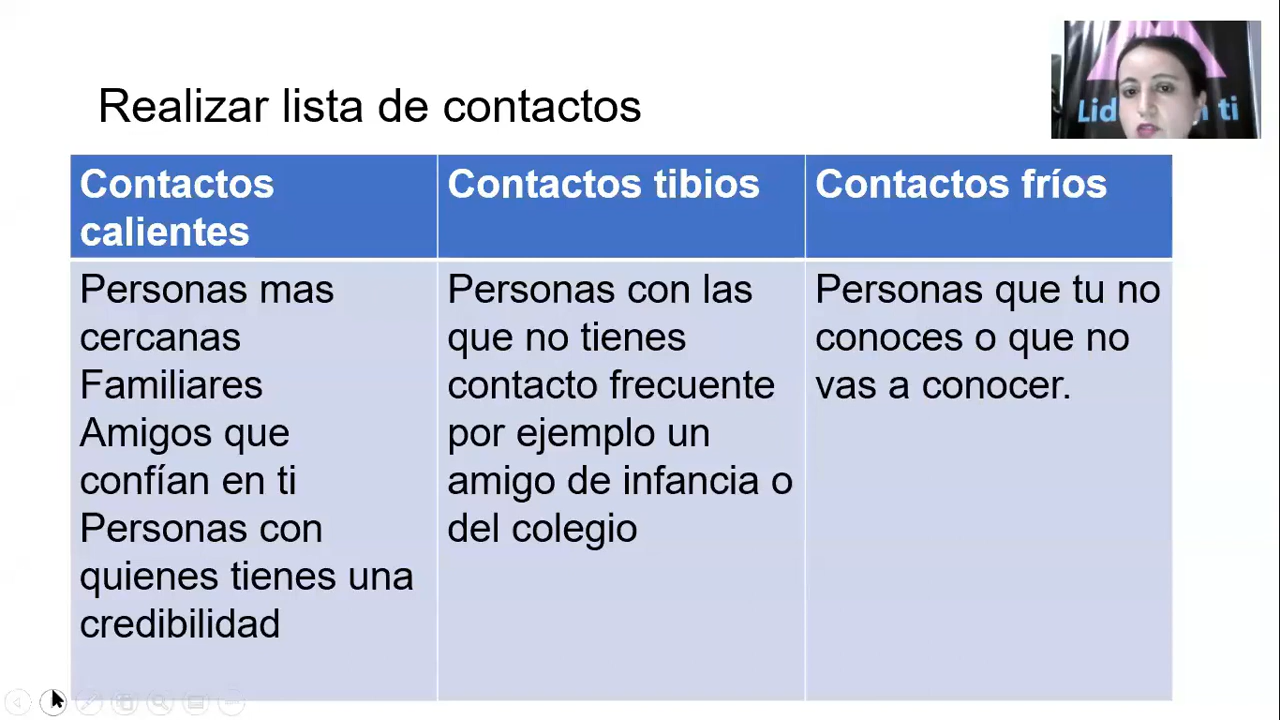 Realizar lista de contactos
Lid
ti
Contactos
calientes
Contactos tibios
Contactos fríos
Personas mas
cercanas
Familiares
Amigos que
confían en ti
Personas con
quienes tienes una
credibilidad
Personas con las
que no tienes
contacto frecuente
por ejemplo un
amigo de infancia o
del colegio
Personas que tu no
conoces o que no
vas a conocer.